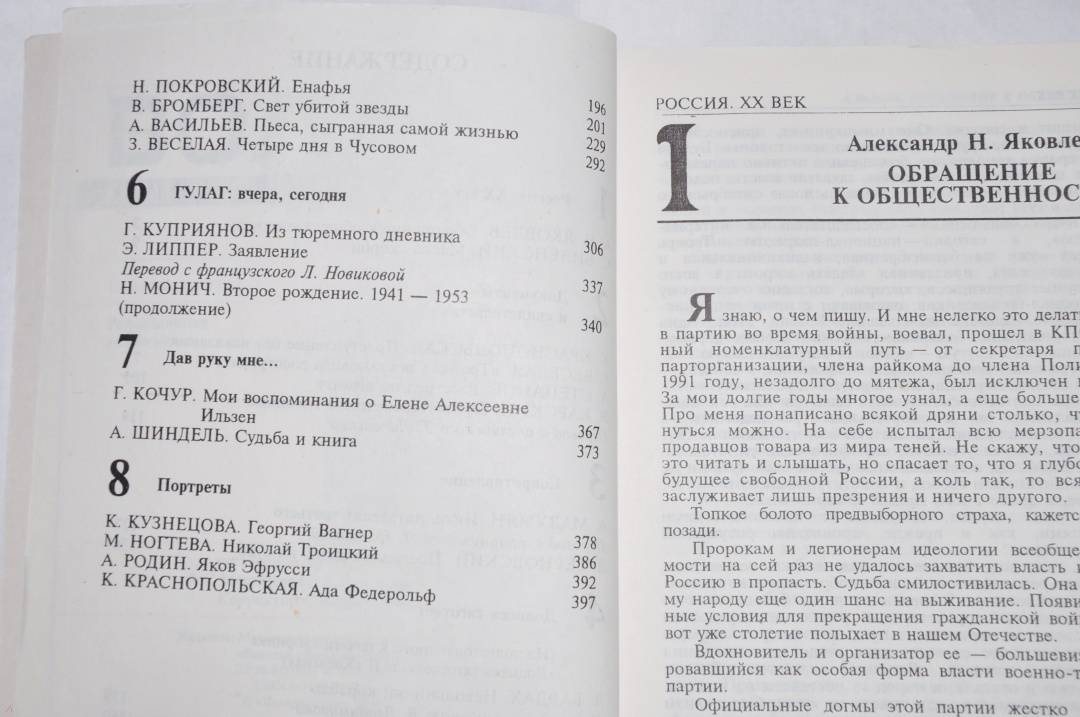 Н. ПОКРОВСКИЙ. Енафья 196
В. БРОМБЕРГ. Свет убитой звезды 201
А. ВАСИЛЬЕВ. Пьеса, сыгранная самой жизнью 229
З. ВЕСЕЛАЯ. Четыре дня в Чусовом 292
6 ГУЛАГ: вчера, сегодня
Г. КУПРИЯНОВ. Из тюремного дневника 306
Э. ЛИППЕР. Заявление
Перевод с французского Л. Новиковой 337
Н. МОНИЧ. Второе рождение. 1941 — 1953
(продолжение) 340
7 Дав руку мне...
Г. КОЧУР. Мои воспоминания о Елене Алексеевне
Ильзен 367
А. ШИНДЕЛЬ. Судьба и книга 373
8 Портреты
К. КУЗНЕЦОВА. Георгий Вагнер 378
М. НОГТЕВА. Николай Троицкий 386
А. РОДИН. Яков Эфрусси 392
К. КРАСНОПОЛЬСКАЯ. Ада Федерольф 397
РОССИЯ. XX ВЕК
1
Александр Н. Яковле
ОБРАЩЕНИЕ
К ОБЩЕСТВЕННОС
Я знаю, о чем пишу. И мне нелегко это делат
в партию во время войны, воевал, прошел в КП
ный номенклатурный путь — от секретаря п
парторганизации, члена райкома до члена Поли
1991 году, незадолго до мятежа, был исключен
За мои долгие годы многое узнал, а еще больше
Про меня понаписано всякой дряни столько, ч
нуться можно. На себе испытал всю мерзопа
продавцов товара из мира теней. Не скажу, что
это читать и слышать, но спасает то, что я глубо
будущее свободной России, а коль так, то вся
заслуживает лишь презрения и ничего другого.
Топкое болото предвыборного страха, кажетс
позади.
Пророкам и легионерам идеологии всеобще
мости на сей раз не удалось захватить власть и
Россию в пропасть. Судьба смилостивилась. Она
му народу еще один шанс на выживание. Появи
ные условия для прекращения гражданской вой
вот уже столетие полыхает в нашем Отечестве.
Вдохновитель и организатор ее — большеви
ровавшийся как особая форма власти военно-т
партии.
Официальные догмы этой партии жестко